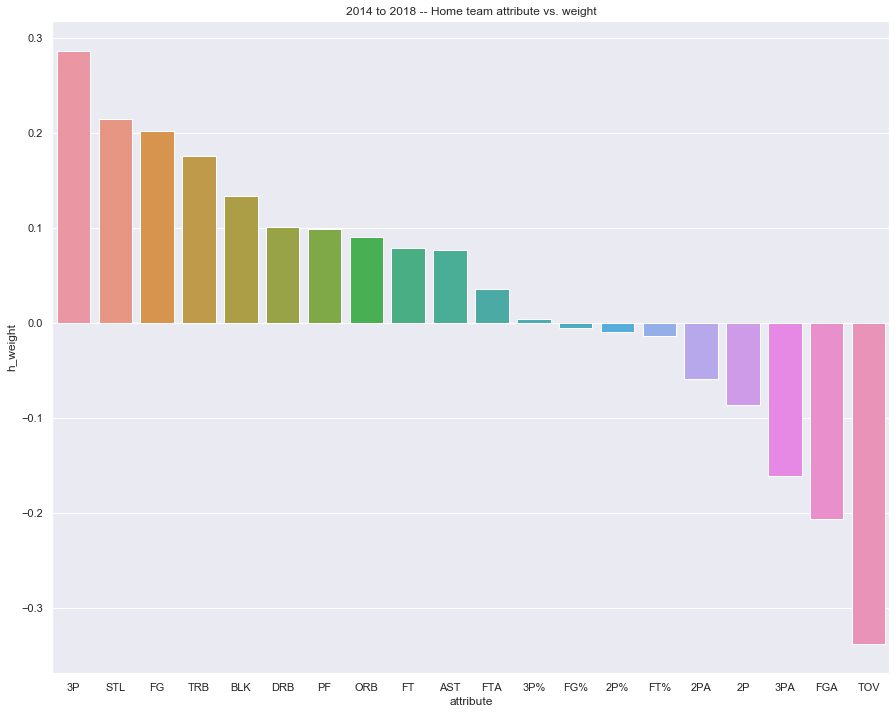 2014 to 2018 -- Home team attribute vs. weight
0.3
0.2
0.1
0.0
−0.1
−0.2
−0.3
h_weight
3P STL FG TRB BLK DRB PF ORB FT AST FTA 3P% FG% 2P% FT% 2PA 2P 3PA FGA TOV
attribute